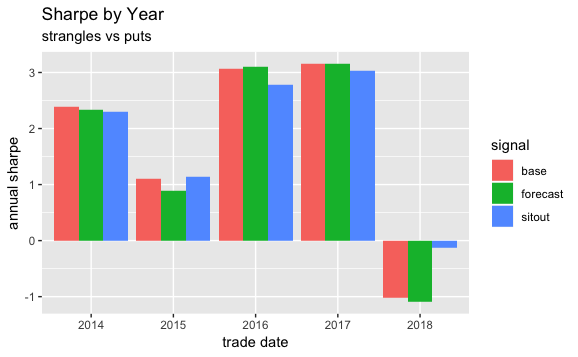 Sharpe by Year
strangles vs puts
annual sharpe
3
2
1
0
-1
2014 2015 2016 2017 2018
trade date
signal
base
forecast
sitout